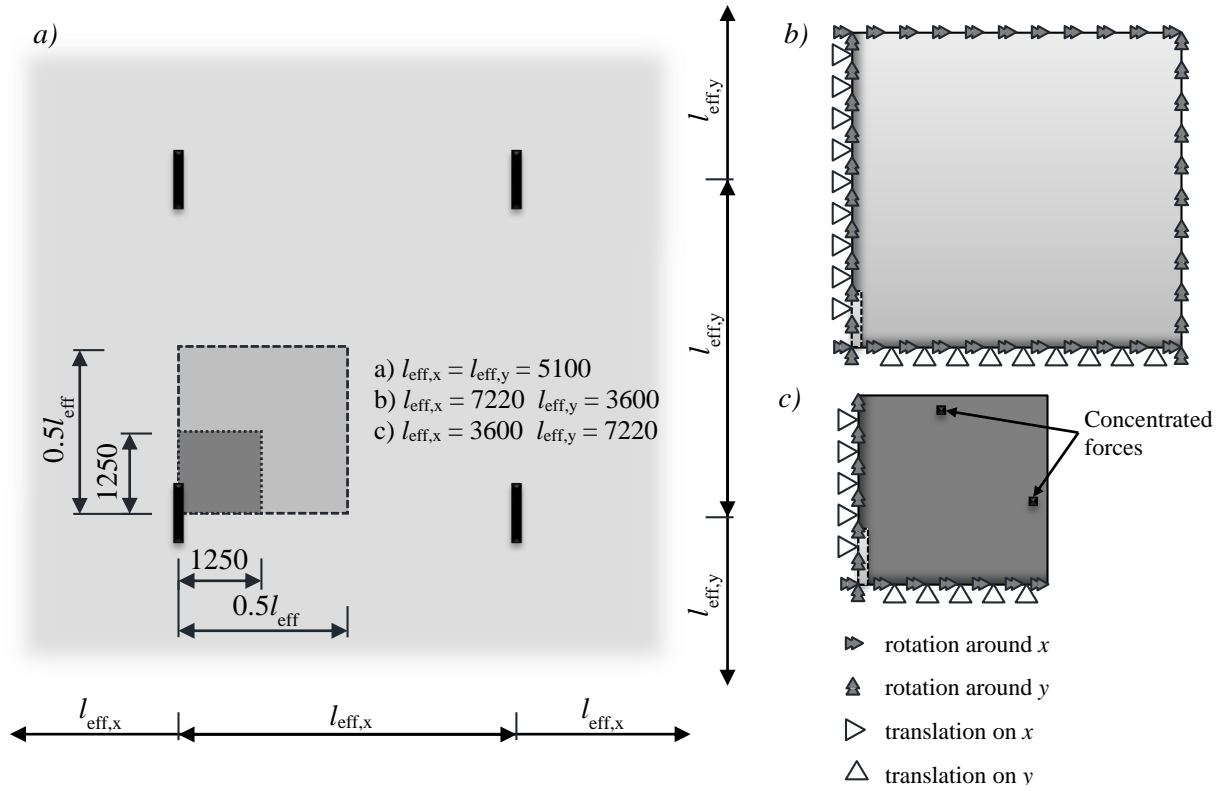 a)
l_eff,y
l_eff,y
l_eff,y
0.5l_eff
1250
a) l_eff,x = l_eff,y = 5100
b) l_eff,x = 7220 l_eff,y = 3600
c) l_eff,x = 3600 l_eff,y = 7220
1250
0.5l_eff
l_eff,x
l_eff,x
l_eff,x
b)
c)
Concentrated
forces
rotation around x
rotation around y
translation on x
translation on y